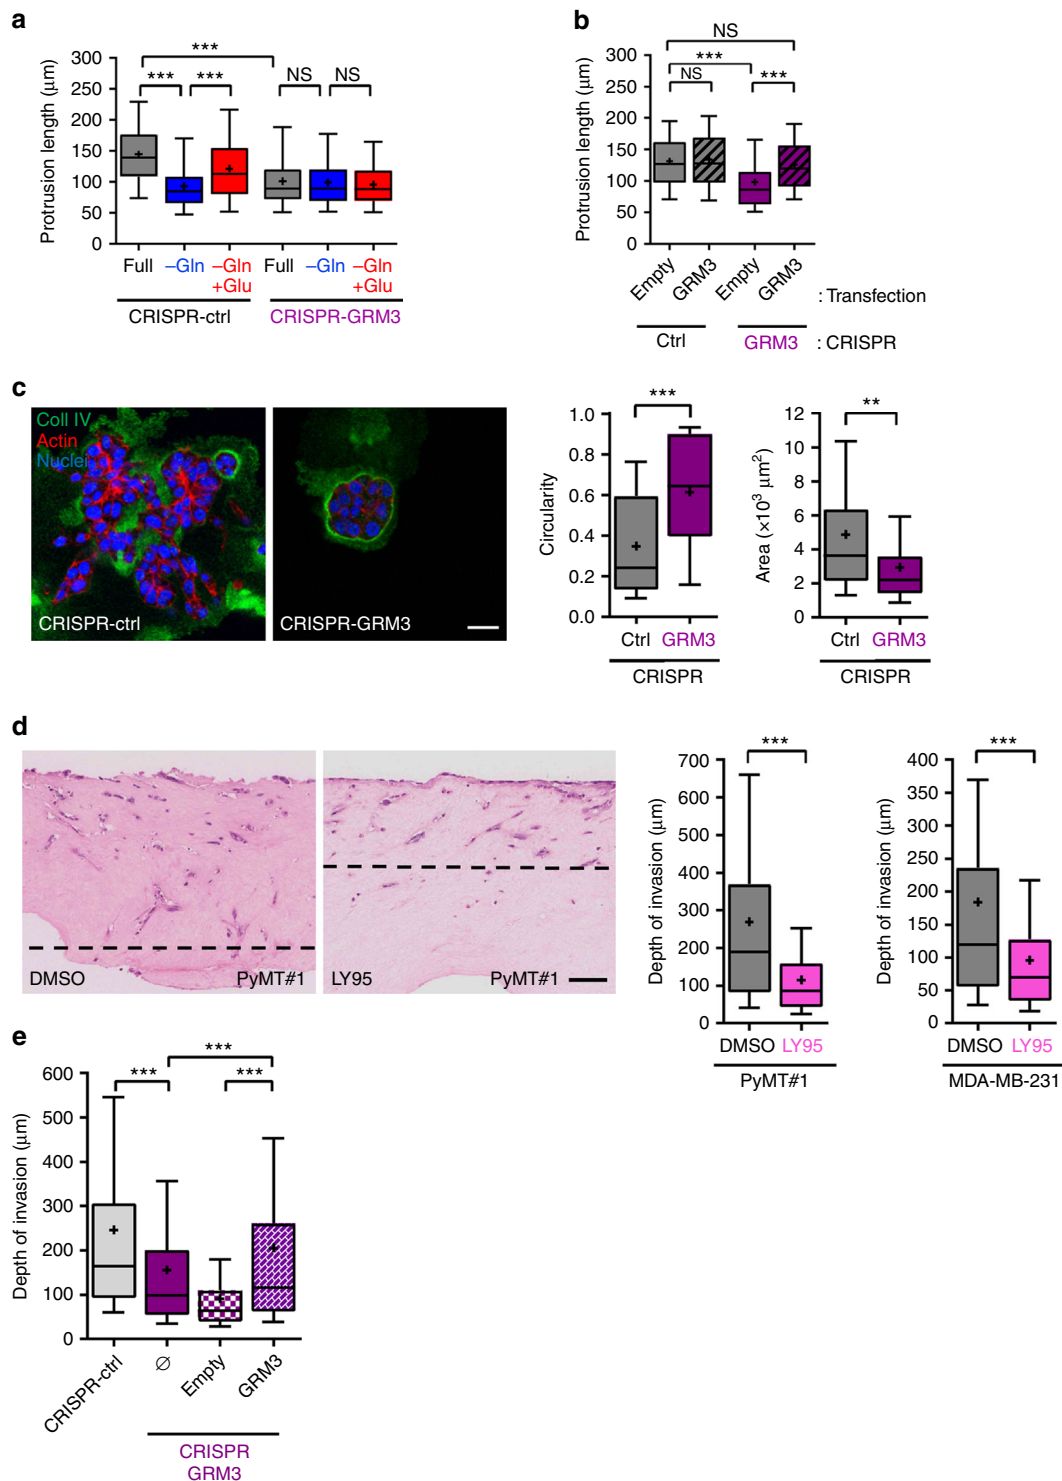 a
***
*** *** NS NS
Protrusion length (μm)
300
250
200
150
100
50
0
Full –Gln –Gln +Glu Full –Gln –Gln +Glu
CRISPR-ctrl CRISPR-GRM3
b
NS
***
NS ***
Protrusion length (μm)
300
250
200
150
100
50
0
Empty GRM3 Empty GRM3 : Transfection
Ctrl GRM3 : CRISPR
c
Coll IV
Actin
Nuclei
CRISPR-ctrl
CRISPR-GRM3
***
Circularity
1.0
0.8
0.6
0.4
0.2
0.0
Ctrl GRM3
CRISPR
**
Area (×10³ μm²)
12
10
8
6
4
2
0
Ctrl GRM3
CRISPR
d
DMSO PyMT#1
LY95 PyMT#1
***
Depth of invasion (μm)
700
600
500
400
300
200
100
0
DMSO LY95
PyMT#1
***
Depth of invasion (μm)
400
350
300
250
200
150
100
50
0
DMSO LY95
MDA-MB-231
e
***
*** ***
Depth of invasion (μm)
600
500
400
300
200
100
0
CRISPR-ctrl ∅ Empty GRM3
CRISPR
GRM3